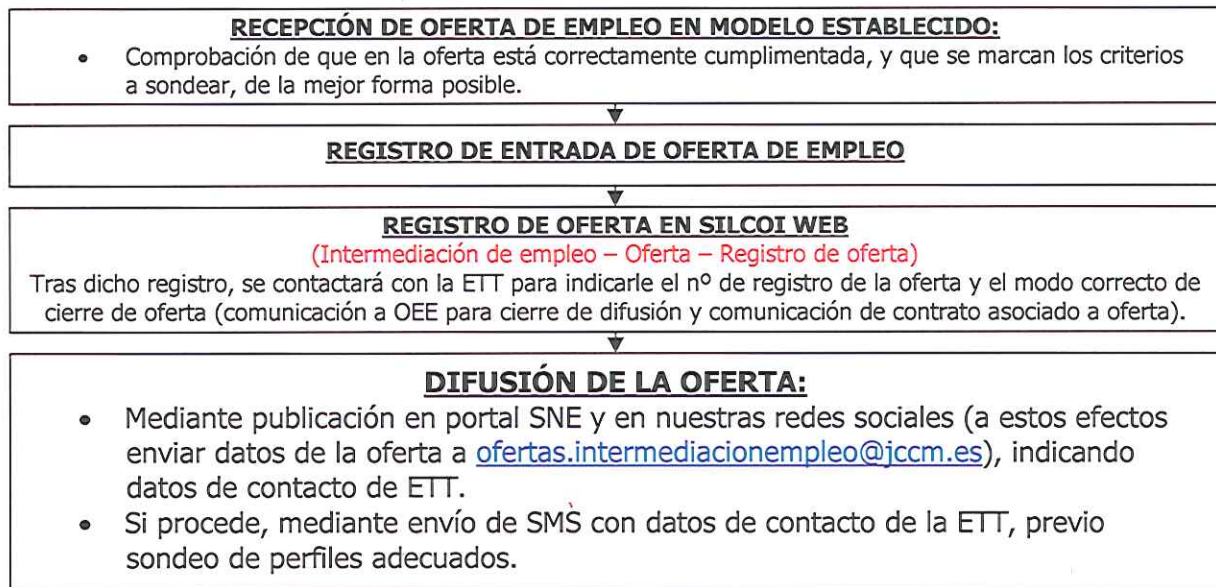 RECEPCIÓN DE OFERTA DE EMPLEO EN MODELO ESTABLECIDO:
• Comprobación de que en la oferta está correctamente cumplimentada, y que se marcan los criterios
a sondear, de la mejor forma posible.
REGISTRO DE ENTRADA DE OFERTA DE EMPLEO
REGISTRO DE OFERTA EN SILCOI WEB
(Intermediación de empleo – Oferta – Registro de oferta)
Tras dicho registro, se contactará con la ETT para indicarle el nº de registro de la oferta y el modo correcto de
cierre de oferta (comunicación a OEE para cierre de difusión y comunicación de contrato asociado a oferta).
DIFUSIÓN DE LA OFERTA:
• Mediante publicación en portal SNE y en nuestras redes sociales (a estos efectos
enviar datos de la oferta a ofertas.intermediacionempleo@jccm.es), indicando
datos de contacto de ETT.
• Si procede, mediante envío de SMS con datos de contacto de la ETT, previo
sondeo de perfiles adecuados.